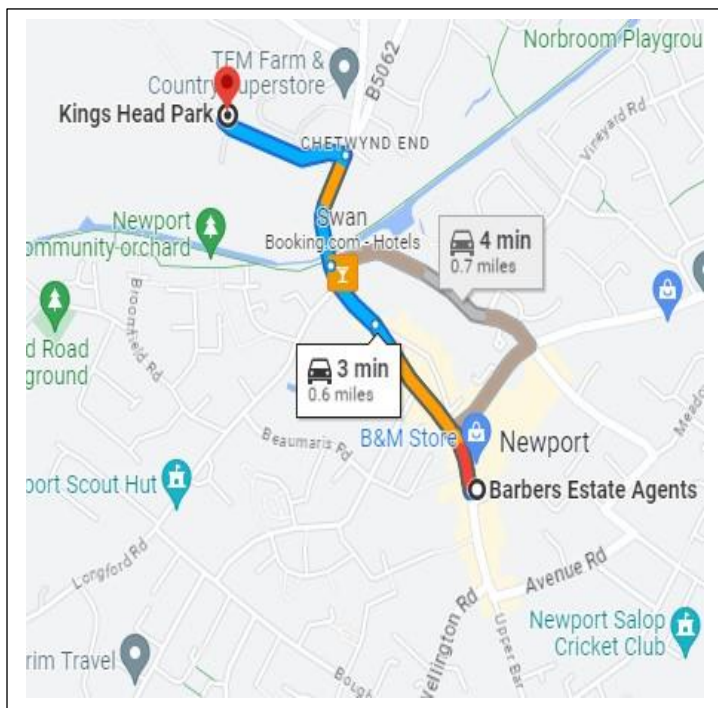 Norbroom Playgrou
TFM Farm &
Country Superstore
B5062
Vineyard Rd
Kings Head Park
CHETWYND END
Newport
ommunity-orchard
Swan
Booking.com - Hotels
4 min
0.7 miles
Broomfield Rd
d Road
ground
3 min
0.6 miles
Beaumaris Rd
B&M Store
Newport
Meadow
port Scout Hut
Barbers Estate Agents
Longford Rd
Avenue Rd
Wellington Rd
Upper Bar
Newport Salop
Cricket Club
rim Travel
Bough